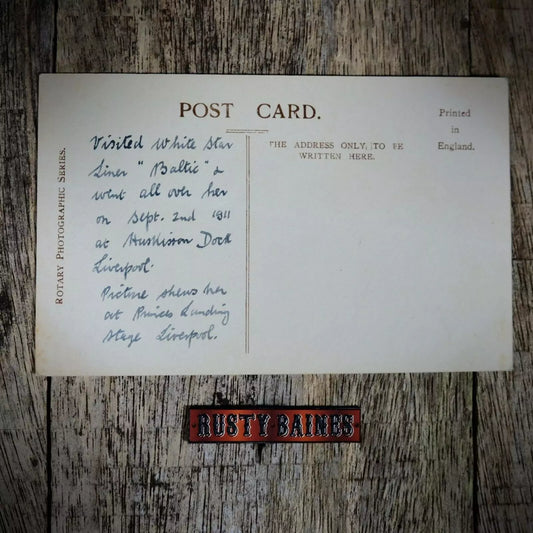 POST CARD.
Printed
in
England.
THE ADDRESS ONLY, TO BE
WRITTEN HERE.
ROTARY PHOTOGRAPHIC SERIES.
Visited White Star
Liner "Baltic" &
went all over her
on Sept. 2nd 1911
at Huskisson Dock
Liverpool.
Picture shews her
at Princes Landing
stage Liverpool.
RUSTY·BAINES